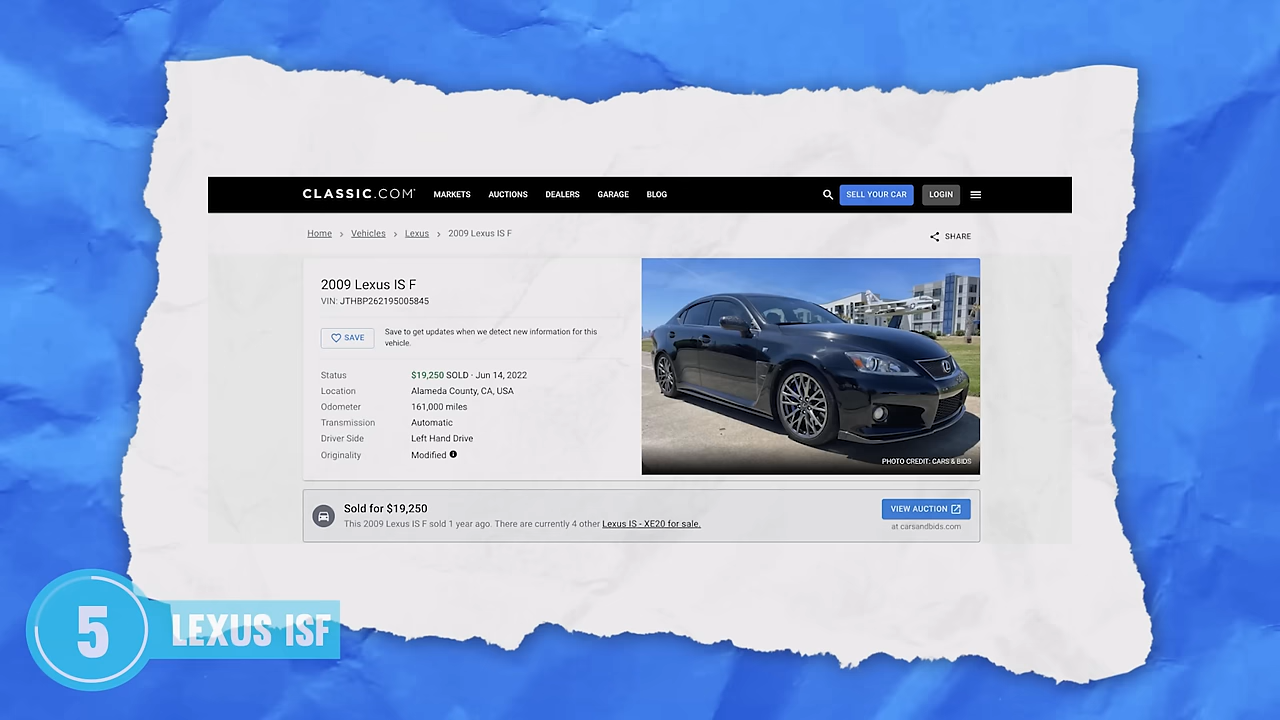 CLASSIC.COM
MARKETS
AUCTIONS
DEALERS
GARAGE
BLOG
SELL YOUR CAR
LOGIN
Home > Vehicles > Lexus > 2009 Lexus IS F
SHARE
2009 Lexus IS F
VIN: JTHBP262195005845
SAVE
Save to get updates when we detect new information for this
vehicle.
Status $19,250 SOLD · Jun 14, 2022
Location Alameda County, CA, USA
Odometer 161,000 miles
Transmission Automatic
Driver Side Left Hand Drive
Originality Modified
PHOTO CREDIT: CARS & BIDS
Sold for $19,250
This 2009 Lexus IS F sold 1 year ago. There are currently 4 other Lexus IS - XE20 for sale.
VIEW AUCTION
at carsandbids.com
5
LEXUS ISF